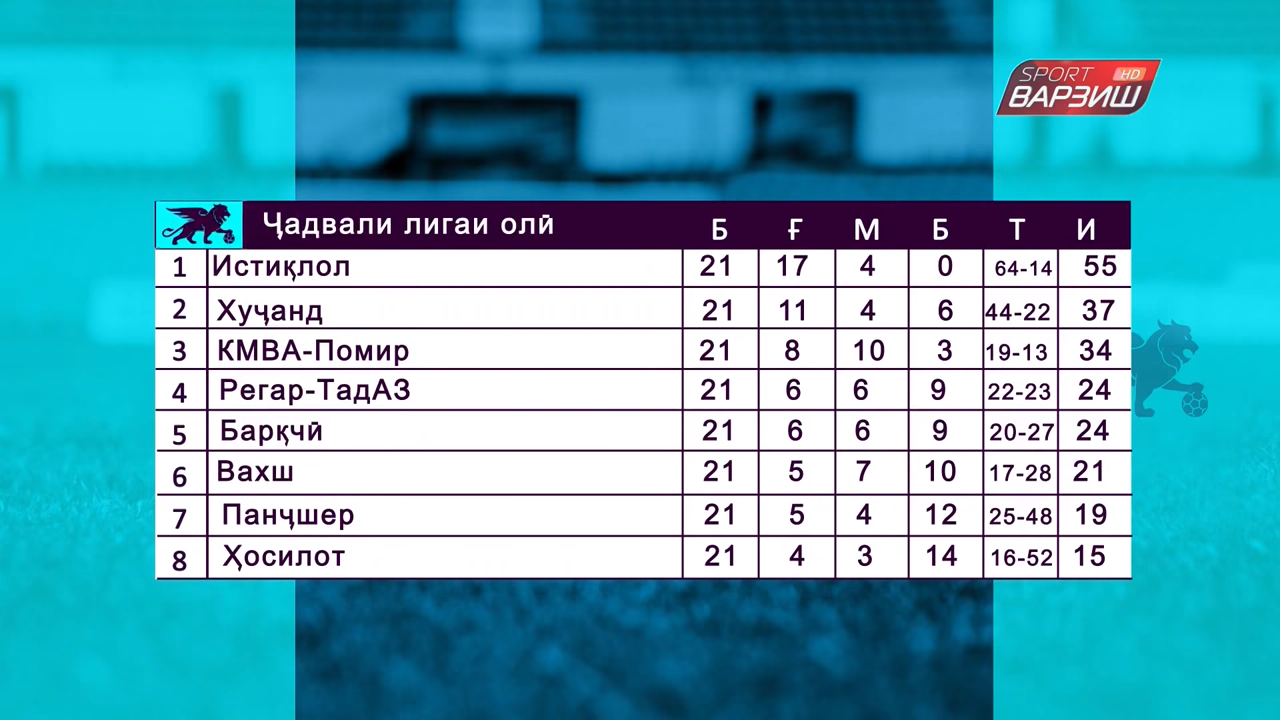 SPORT HD
ВАРЗИШ
Ҷадвали лигаи олӣ Б Ғ М Б Т И
1 Истиқлол 21 17 4 0 64-14 55
2 Хуҷанд 21 11 4 6 44-22 37
3 КМВА-Помир 21 8 10 3 19-13 34
4 Регар-ТадАЗ 21 6 6 9 22-23 24
5 Барқчӣ 21 6 6 9 20-27 24
6 Вахш 21 5 7 10 17-28 21
7 Панҷшер 21 5 4 12 25-48 19
8 Ҳосилот 21 4 3 14 16-52 15